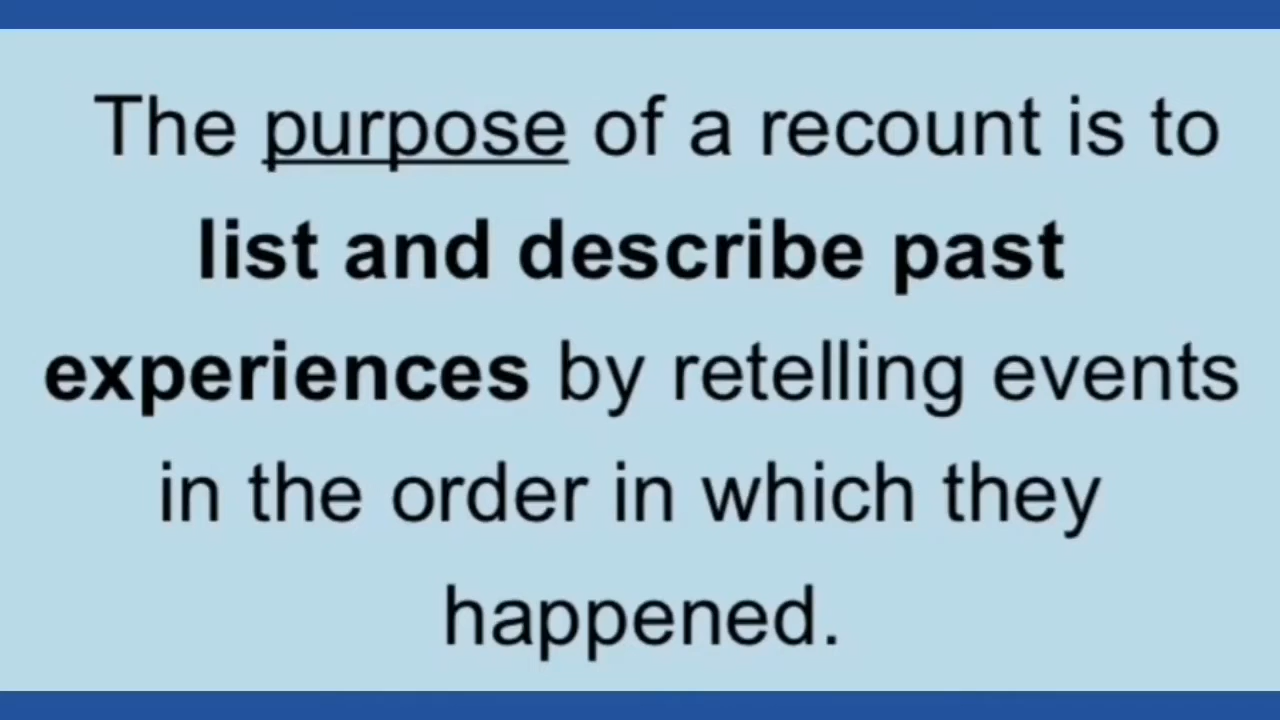 The purpose of a recount is to
list and describe past
experiences by retelling events
in the order in which they
happened.